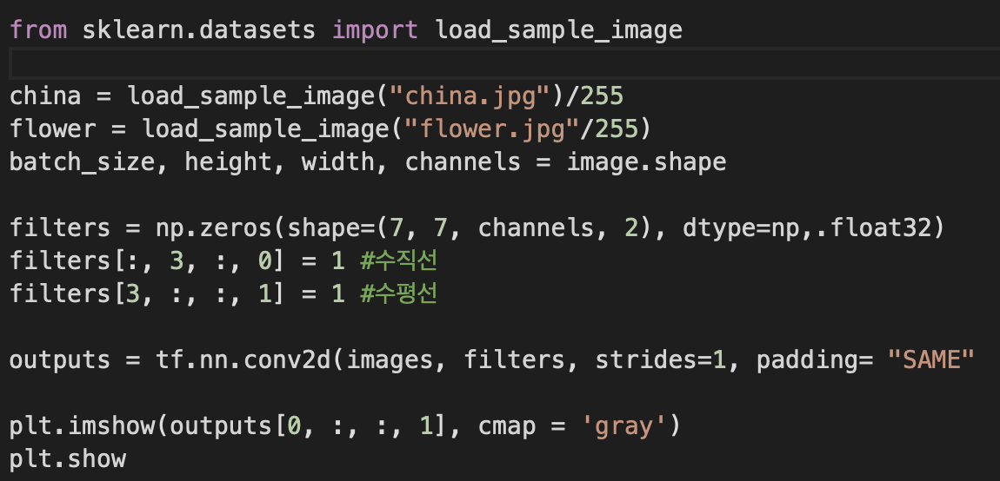 from sklearn.datasets import load_sample_image
china = load_sample_image("china.jpg")/255
flower = load_sample_image("flower.jpg"/255)
batch_size, height, width, channels = image.shape
filters = np.zeros(shape=(7, 7, channels, 2), dtype=np,.float32)
filters[:, 3, :, 0] = 1 #수직선
filters[3, :, :, 1] = 1 #수평선
outputs = tf.nn.conv2d(images, filters, strides=1, padding= "SAME"
plt.imshow(outputs[0, :, :, 1], cmap = 'gray')
plt.show